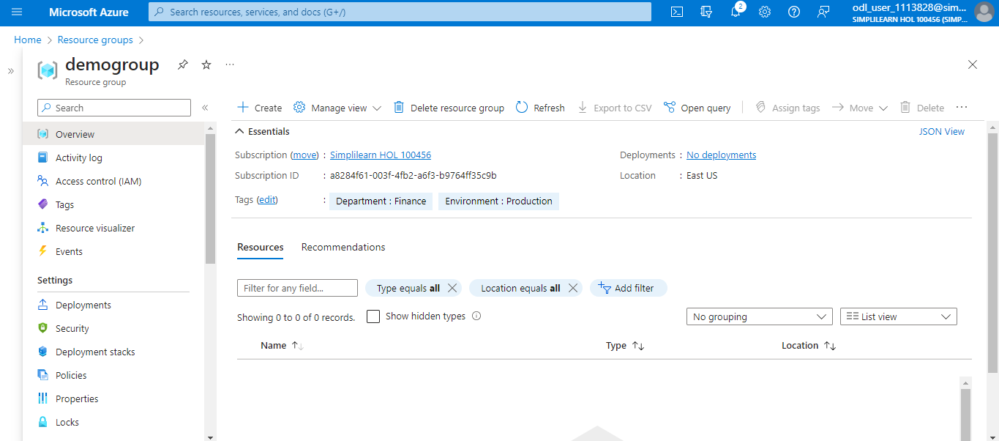 Microsoft Azure
Search resources, services, and docs (G+/)
2
odl_user_1113828@sim...
SIMPLILEARN HOL 100456 (SIMP...
Home > Resource groups >
demogroup
Resource group
Search
Overview
Activity log
Access control (IAM)
Tags
Resource visualizer
Events
Settings
Deployments
Security
Deployment stacks
Policies
Properties
Locks
Create Manage view Delete resource group Refresh Export to CSV Open query Assign tags Move Delete
Essentials
JSON View
Subscription (move) : Simplilearn HOL 100456
Deployments : No deployments
Subscription ID : a8284f61-003f-4fb2-a6f3-b9764ff35c9b
Location : East US
Tags (edit) : Department : Finance Environment : Production
Resources Recommendations
Filter for any field... Type equals all Location equals all Add filter
Showing 0 to 0 of 0 records. Show hidden types
No grouping List view
Name Type Location